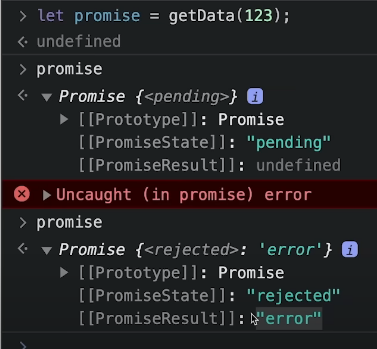 > let promise = getData(123);
<· undefined
> promise
<· ▼ Promise {<pending>} i
▶ [[Prototype]]: Promise
[[PromiseState]]: "pending"
[[PromiseResult]]: undefined
▶ Uncaught (in promise) error
> promise
<· ▼ Promise {<rejected>: 'error'} i
▶ [[Prototype]]: Promise
[[PromiseState]]: "rejected"
[[PromiseResult]]: "error"
>